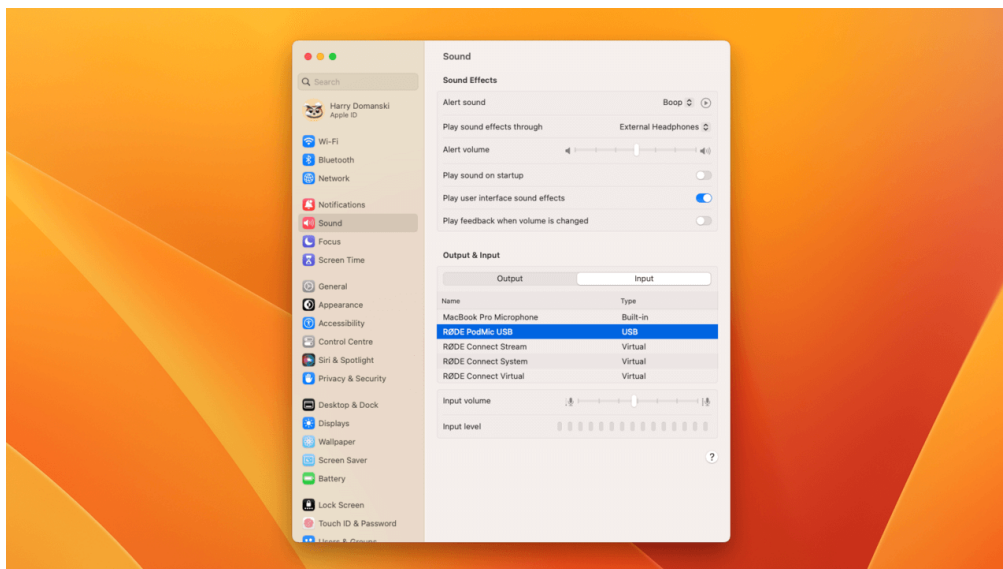 Sound
Search
Sound Effects
Harry Domanski
Apple ID
Alert sound Boop
Play sound effects through External Headphones
Wi-Fi
Alert volume
Bluetooth
Network
Play sound on startup
Play user interface sound effects
Notifications
Sound
Play feedback when volume is changed
Focus
Screen Time
Output & Input
General
Output Input
Appearance
Name Type
Accessibility
MacBook Pro Microphone Built-in
RØDE PodMic USB USB
Control Centre
RØDE Connect Stream Virtual
Siri & Spotlight
RØDE Connect System Virtual
Privacy & Security
RØDE Connect Virtual Virtual
Desktop & Dock
Input volume
Displays
Input level
Wallpaper
Screen Saver
?
Battery
Lock Screen
Touch ID & Password
Users & Groups